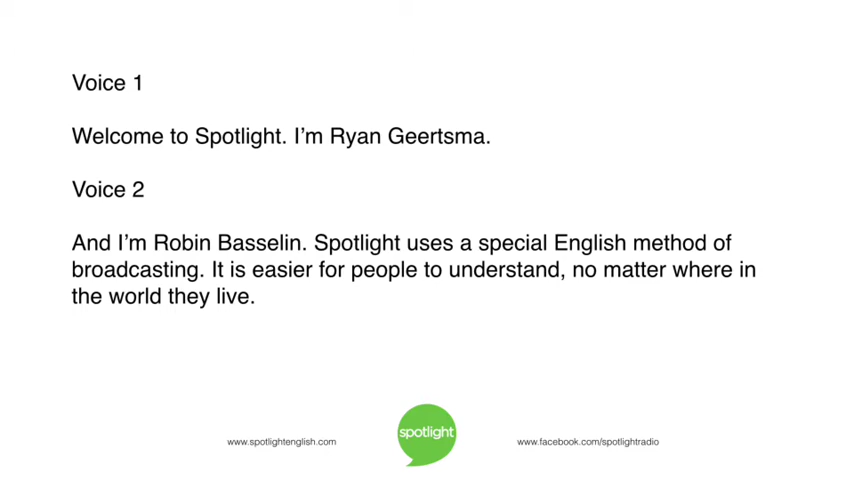 Voice 1
Welcome to Spotlight. I’m Ryan Geertsma.
Voice 2
And I’m Robin Basselin. Spotlight uses a special English method of
broadcasting. It is easier for people to understand, no matter where in
the world they live.
www.spotlightenglish.com
spotlight
www.facebook.com/spotlightradio